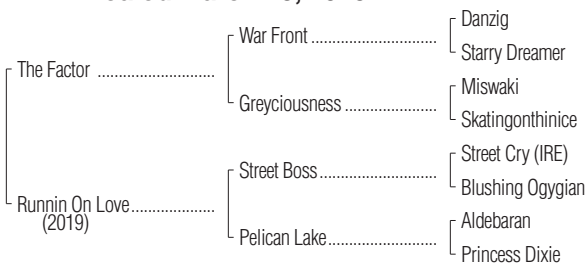 Danzig
War Front
Starry Dreamer
The Factor
Miswaki
Greyciousness
Skatingonthinice
Street Cry (IRE)
Street Boss
Blushing Ogygian
Runnin On Love
(2019)
Aldebaran
Pelican Lake
Princess Dixie